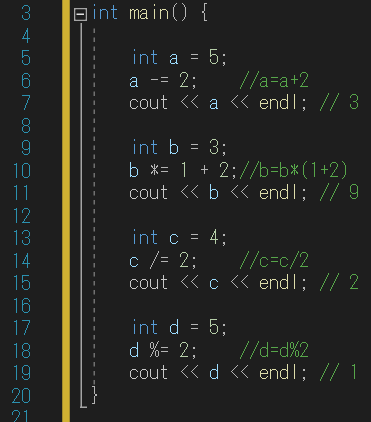 3 int main() {
4
5 int a = 5;
6 a -= 2; //a=a+2
7 cout << a << endl; // 3
8
9 int b = 3;
10 b *= 1 + 2;//b=b*(1+2)
11 cout << b << endl; // 9
12
13 int c = 4;
14 c /= 2; //c=c/2
15 cout << c << endl; // 2
16
17 int d = 5;
18 d %= 2; //d=d%2
19 cout << d << endl; // 1
20 }
21